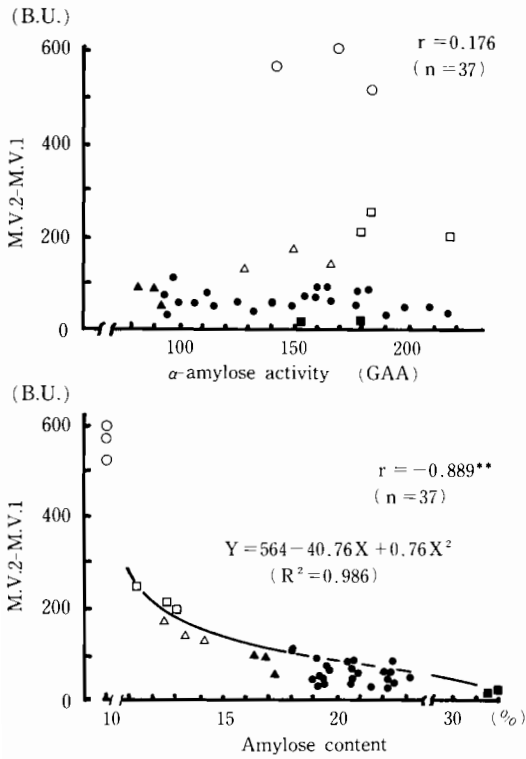 (B.U.)
600
r=0.176
(n=37)
400
M.V.2-M.V.1
200
0
100 150 200
α-amylose activity (GAA)
(B.U.)
600
r=−0.889**
(n=37)
400
M.V.2-M.V.1
Y=564−40.76X+0.76X²
(R²=0.986)
200
0
10 15 20 30 (%)
Amylose content